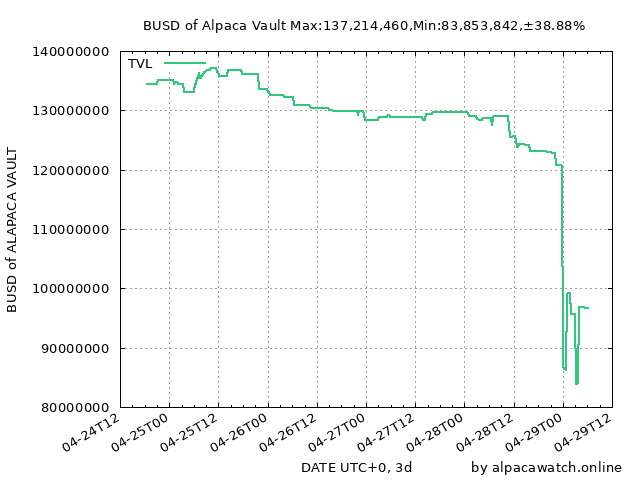 BUSD of Alpaca Vault Max:137,214,460,Min:83,853,842,±38.88%
TVL
140000000
130000000
120000000
110000000
100000000
90000000
80000000
BUSD of ALAPACA VAULT
04-24T12
04-25T00
04-25T12
04-26T00
04-26T12
04-27T00
04-27T12
04-28T00
04-28T12
04-29T00
04-29T12
DATE UTC+0, 3d
by alpacawatch.online